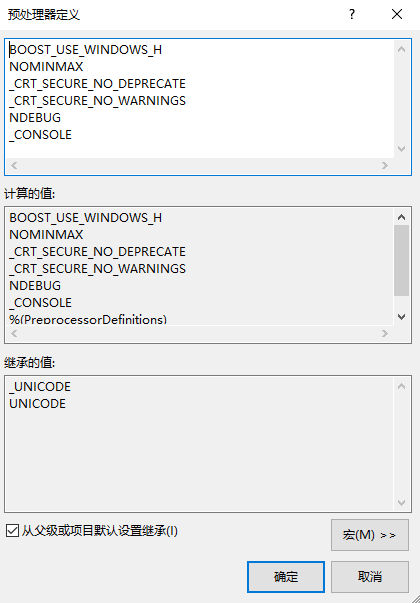 预处理器定义
BOOST_USE_WINDOWS_H
NOMINMAX
_CRT_SECURE_NO_DEPRECATE
_CRT_SECURE_NO_WARNINGS
NDEBUG
_CONSOLE
计算的值:
BOOST_USE_WINDOWS_H
NOMINMAX
_CRT_SECURE_NO_DEPRECATE
_CRT_SECURE_NO_WARNINGS
NDEBUG
_CONSOLE
%(PreprocessorDefinitions)
继承的值:
_UNICODE
UNICODE
从父级或项目默认设置继承(I)
宏(M) >>
确定
取消